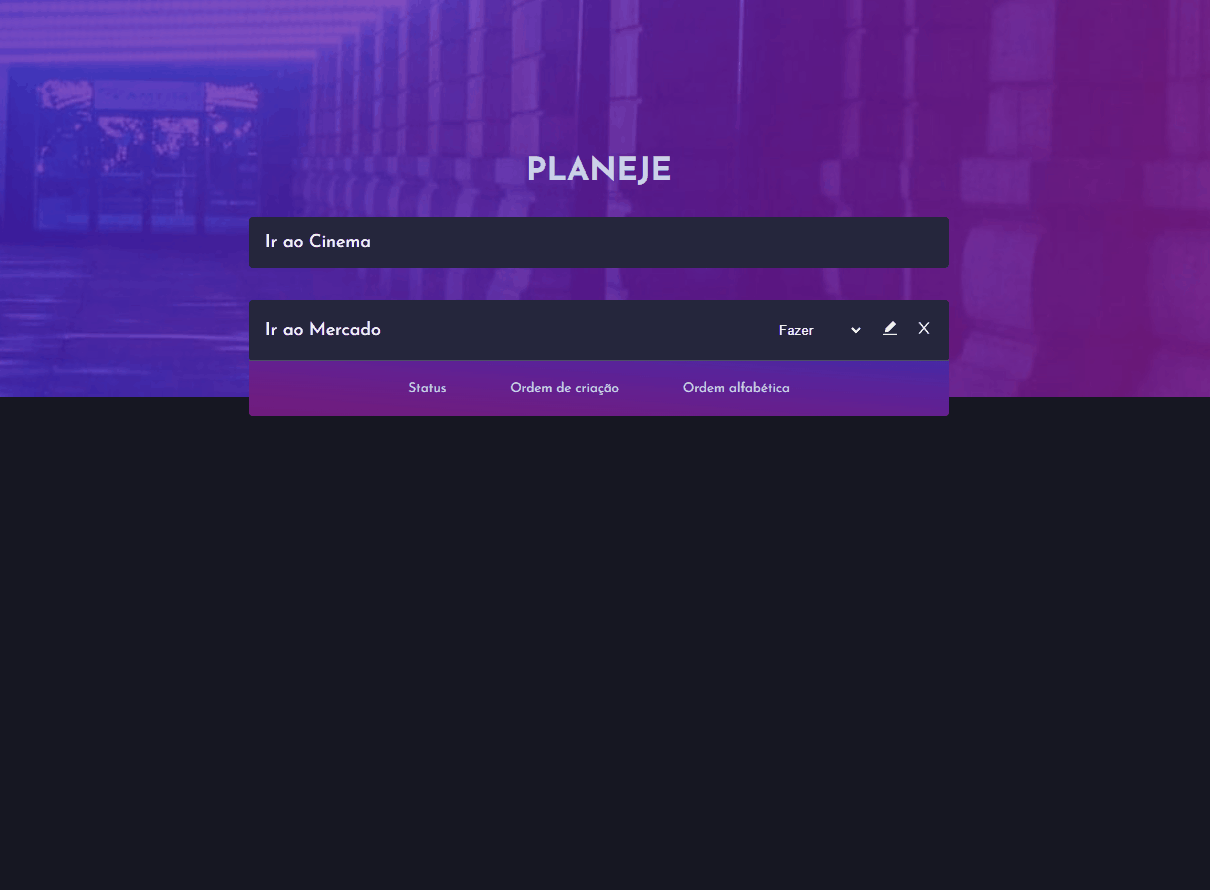 PLANEJE
Ir ao Cinema
Ir ao Mercado Fazer X
Status Ordem de criação Ordem alfabética